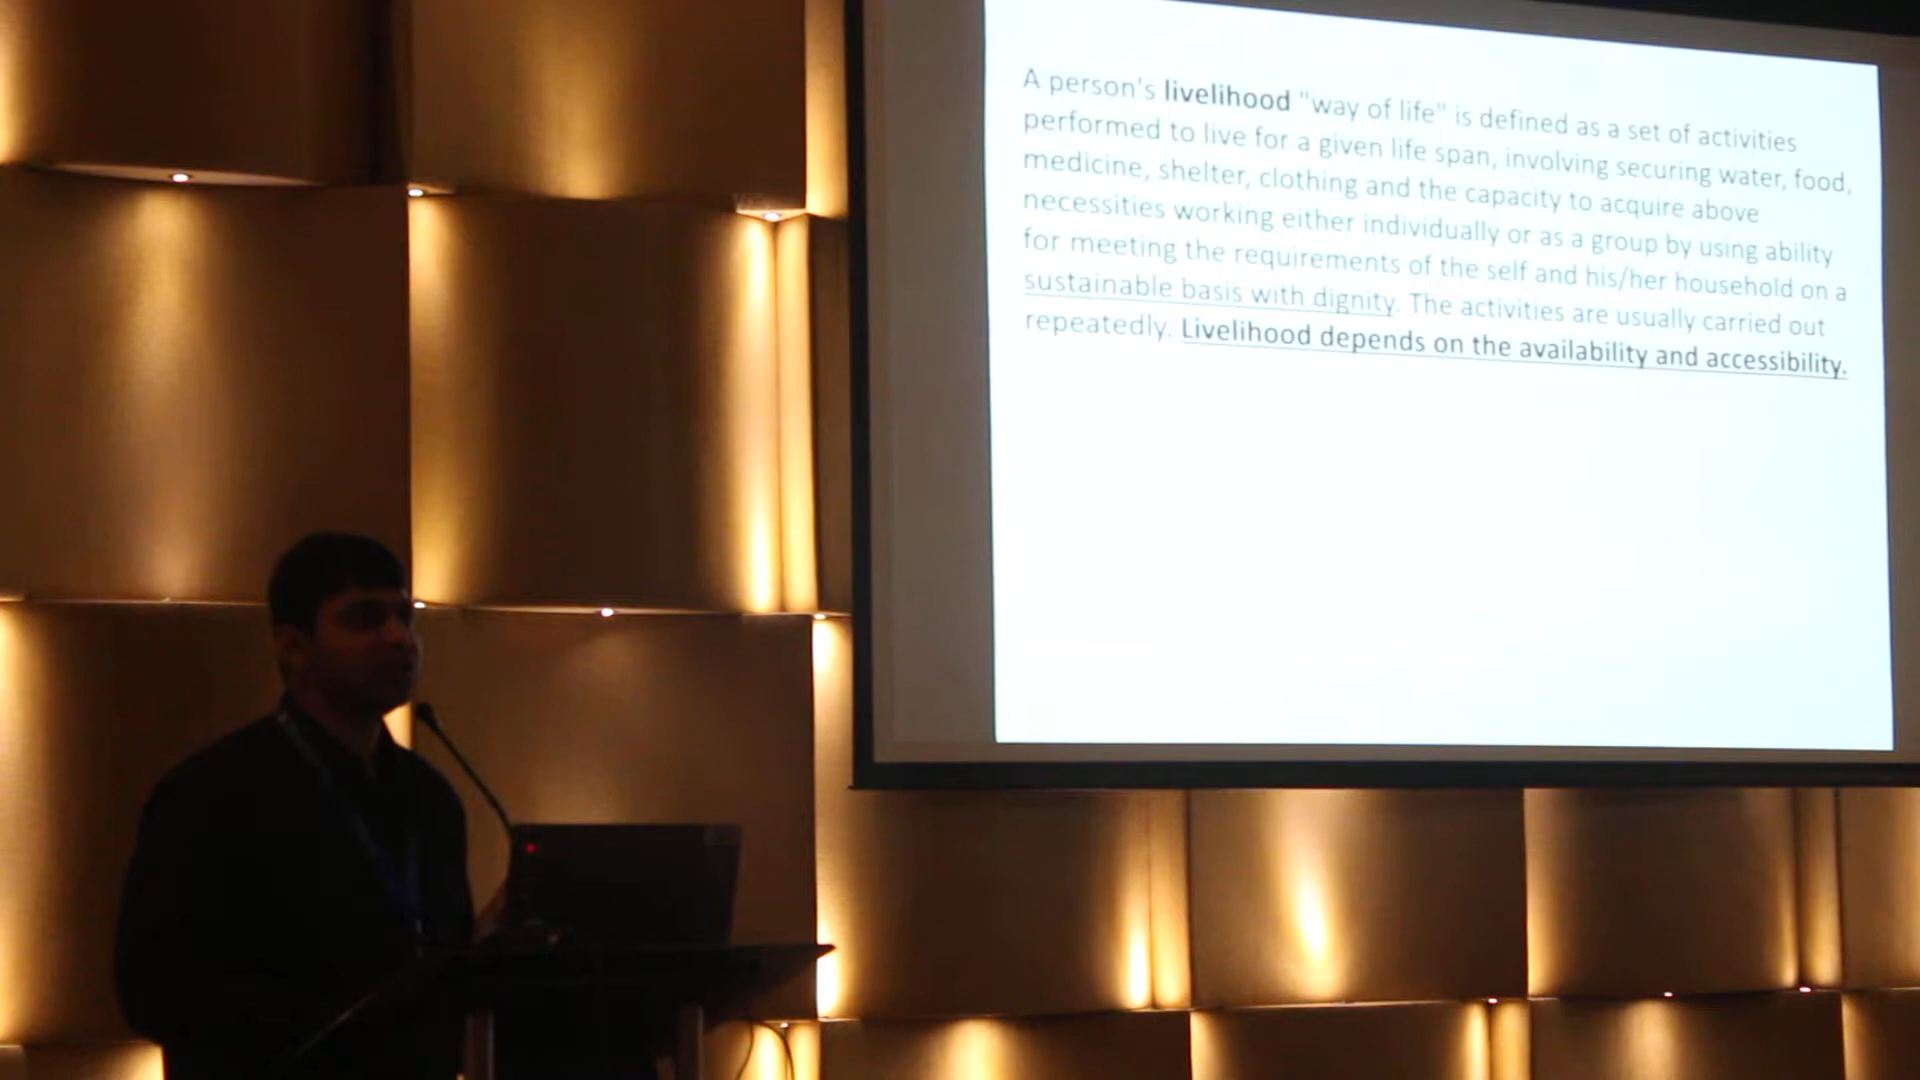 A person's livelihood "way of life" is defined as a set of activities
performed to live for a given life span, involving securing water, food,
medicine, shelter, clothing and the capacity to acquire above
necessities working either individually or as a group by using ability
for meeting the requirements of the self and his/her household on a
sustainable basis with dignity. The activities are usually carried out
repeatedly. Livelihood depends on the availability and accessibility.